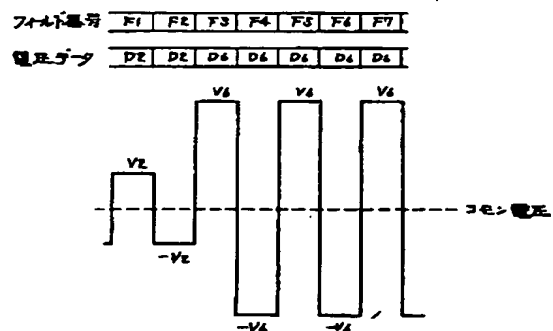 フィールド番号 F1 F2 F3 F4 F5 F6 F7
電圧データ D2 D2 D6 D6 D6 D6 D6
V6 V6 V6
V2
コモン電圧
-V2
-V6 -V6